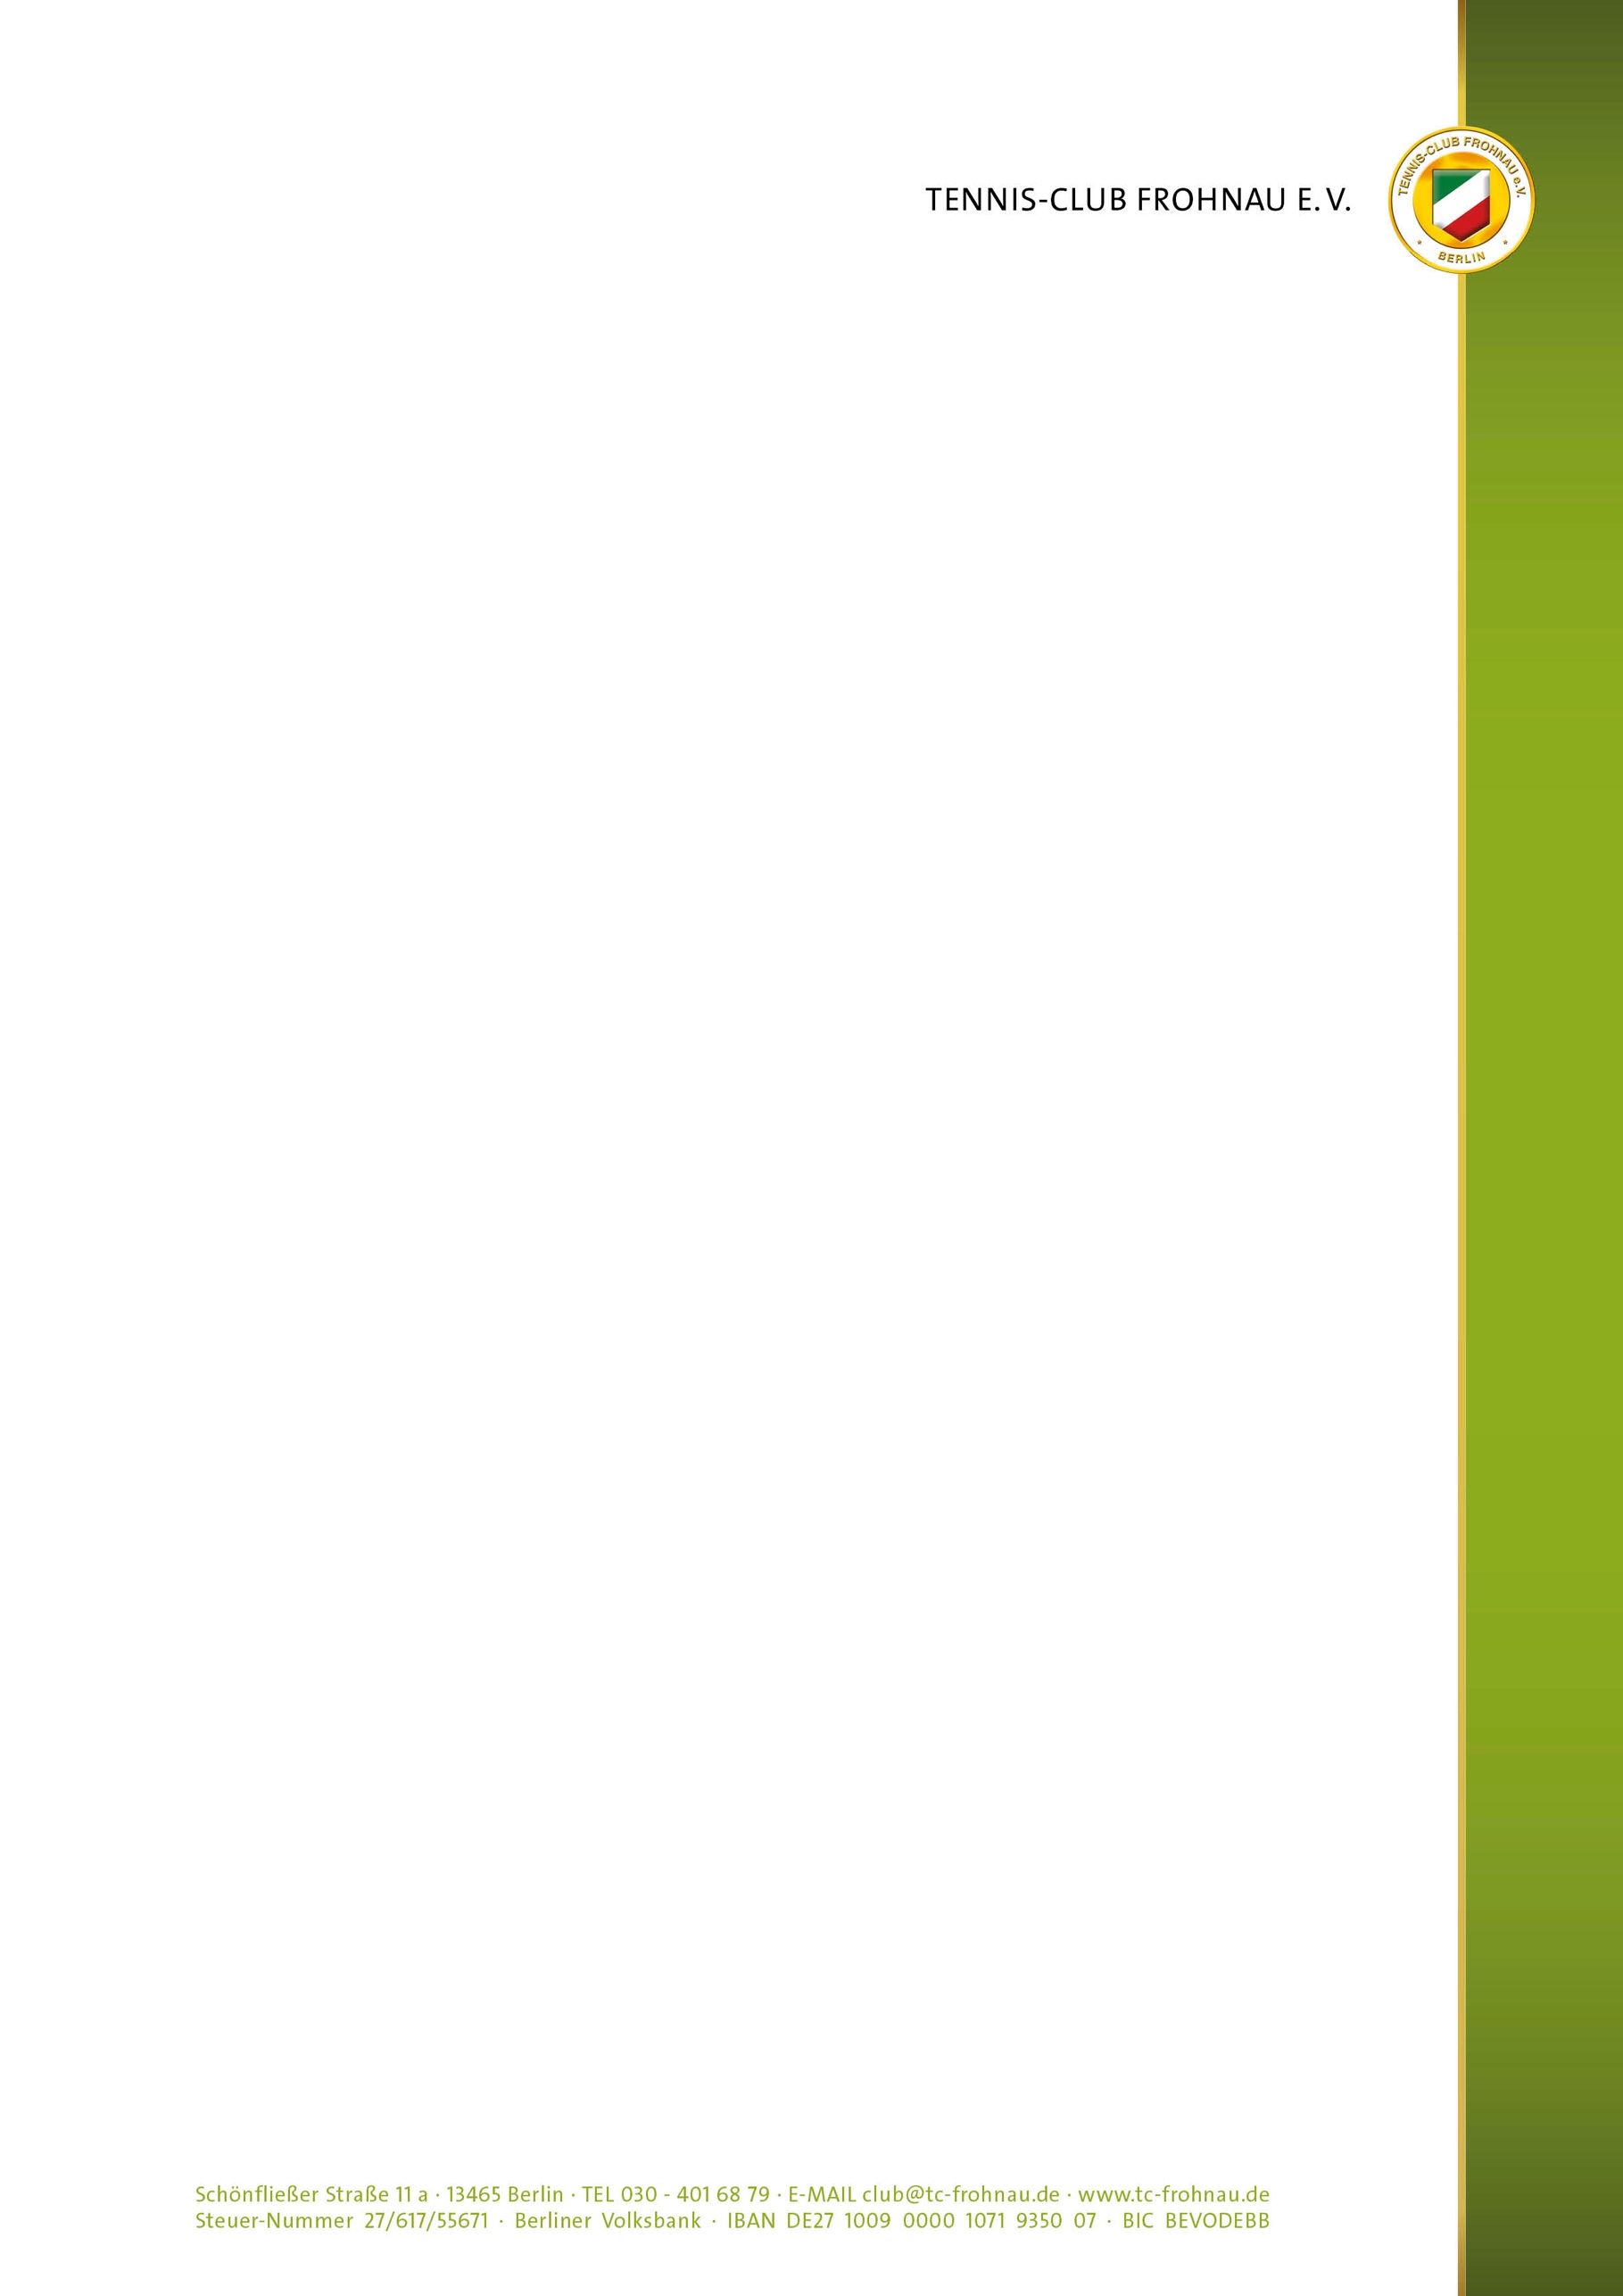 TENNIS-CLUB FROHNAU E. V.
TENNIS-CLUB FROHNAU e.V.
* BERLIN *
Schönfließer Straße 11 a · 13465 Berlin · TEL 030 - 401 68 79 · E-MAIL club@tc-frohnau.de · www.tc-frohnau.de
Steuer-Nummer 27/617/55671 · Berliner Volksbank · IBAN DE27 1009 0000 1071 9350 07 · BIC BEVODEBB